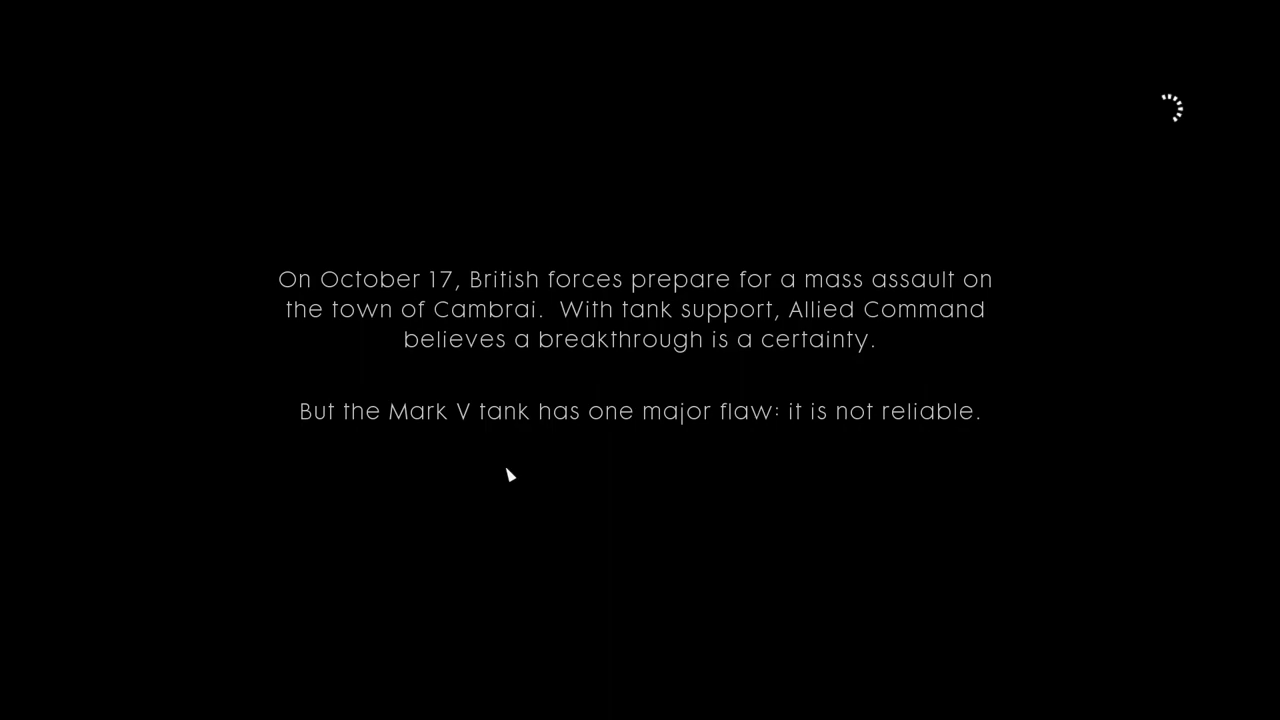 On October 17, British forces prepare for a mass assault on
the town of Cambrai.  With tank support, Allied Command
believes a breakthrough is a certainty.
But the Mark V tank has one major flaw: it is not reliable.